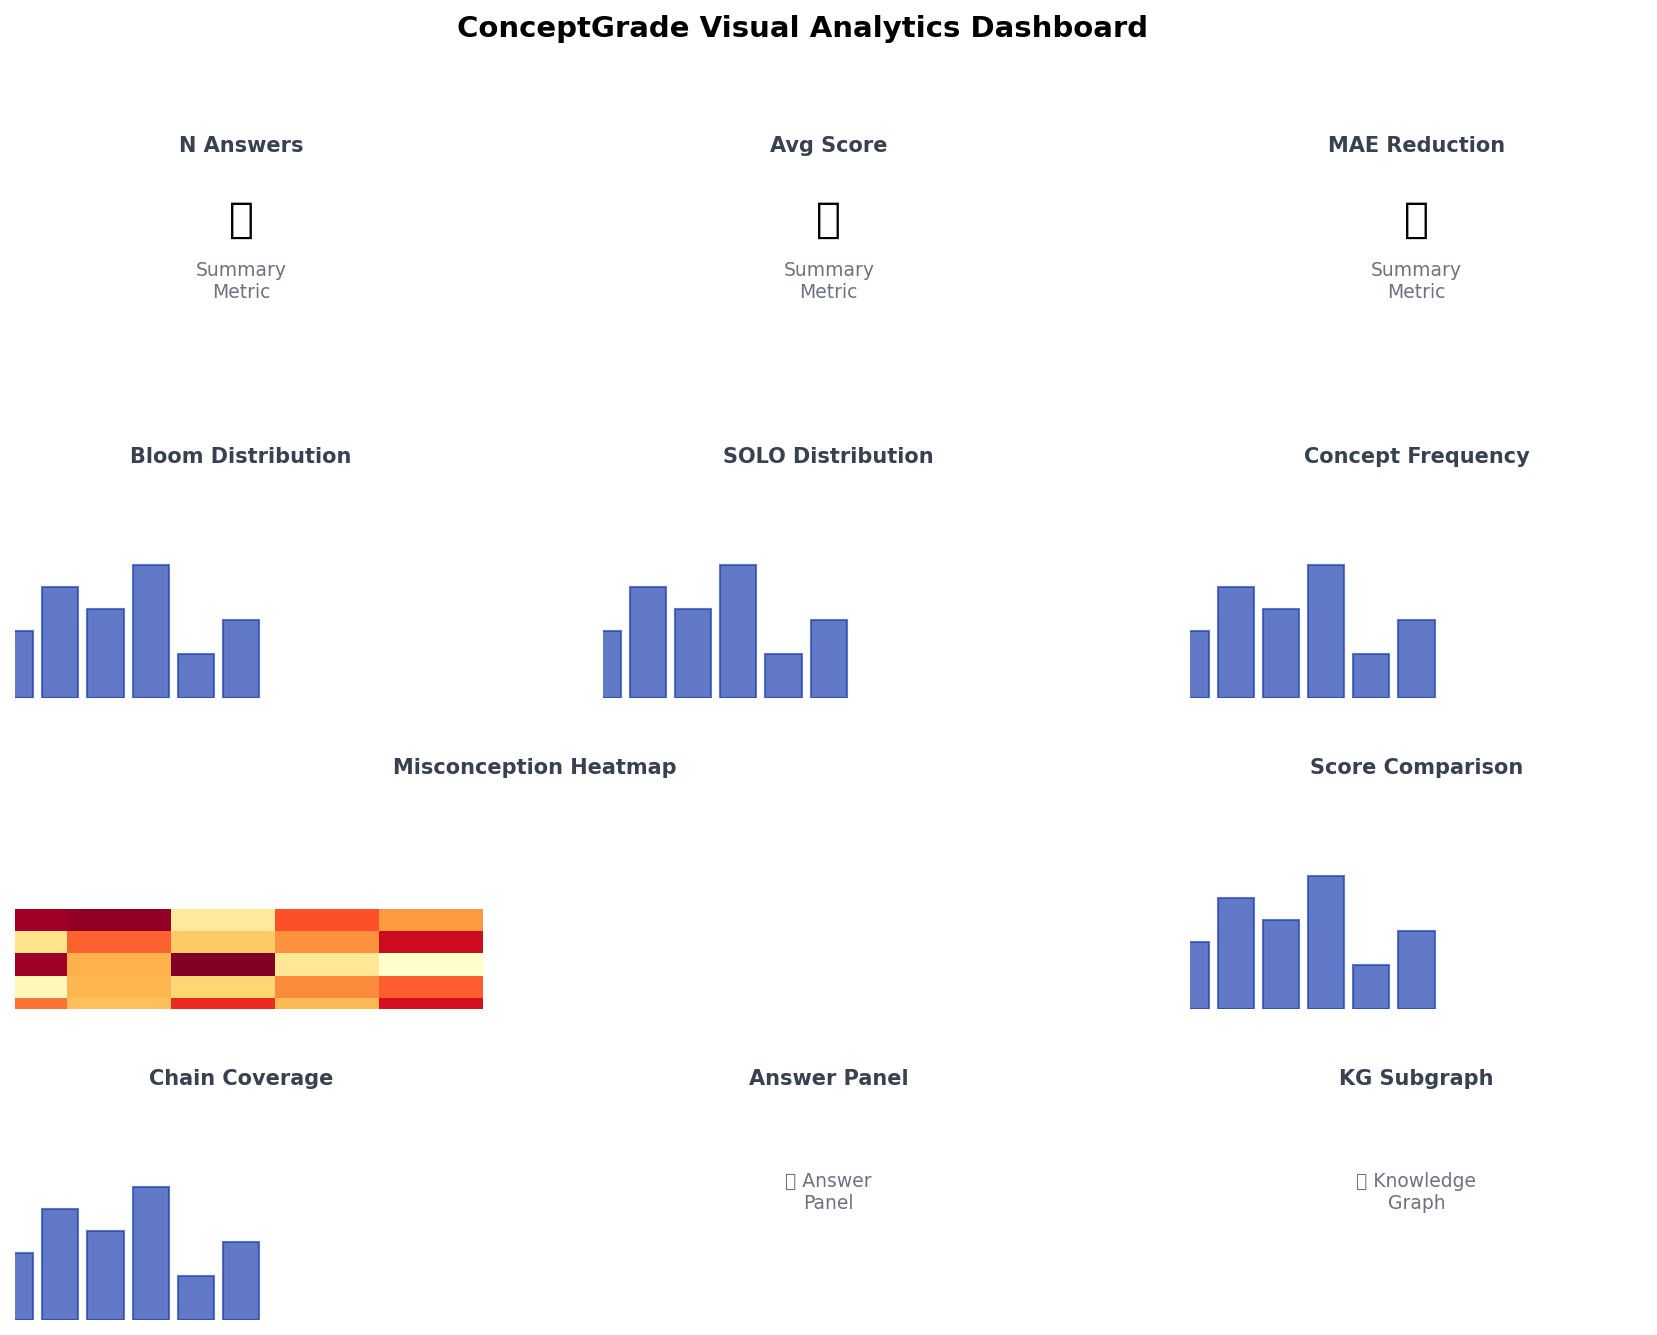 ConceptGrade Visual Analytics Dashboard
N Answers
Avg Score
MAE Reduction
Summary
Metric
Summary
Metric
Summary
Metric
Bloom Distribution
SOLO Distribution
Concept Frequency
Misconception Heatmap
Score Comparison
Chain Coverage
Answer Panel
KG Subgraph
Answer
Panel
Knowledge
Graph